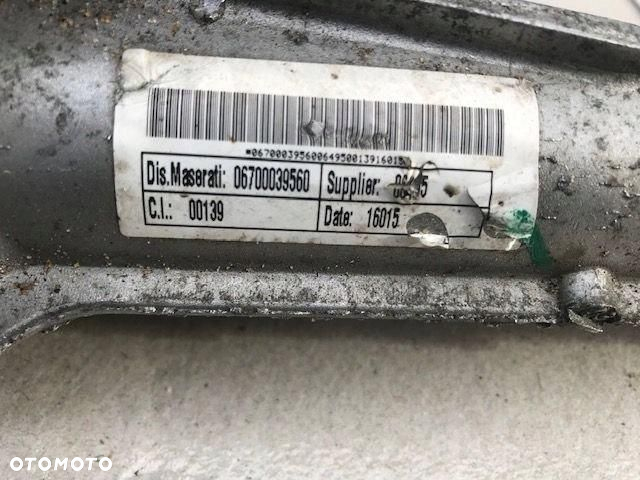 *06700039560064950013916015
Dis.Maserati: 06700039560 Supplier:
C.I.: 00139 Date: 16015
OTOMOTO